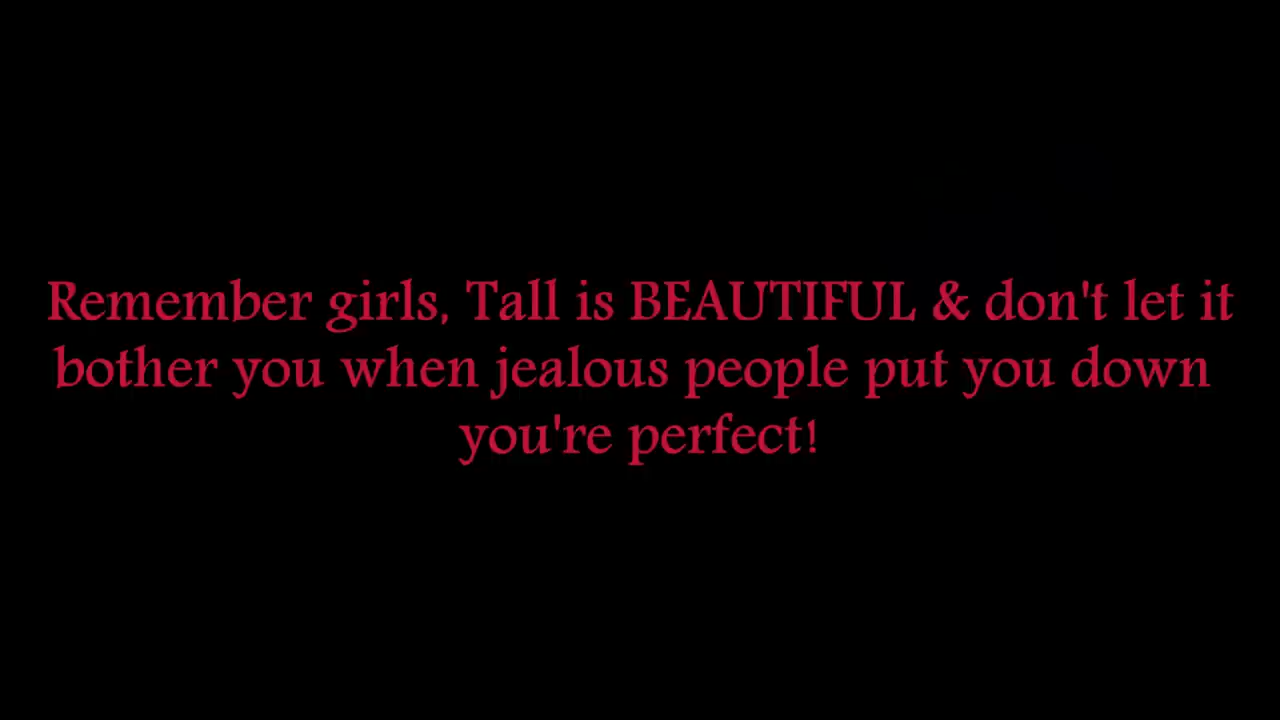 Remember girls, Tall is BEAUTIFUL & don't let it
bother you when jealous people put you down
you're perfect!